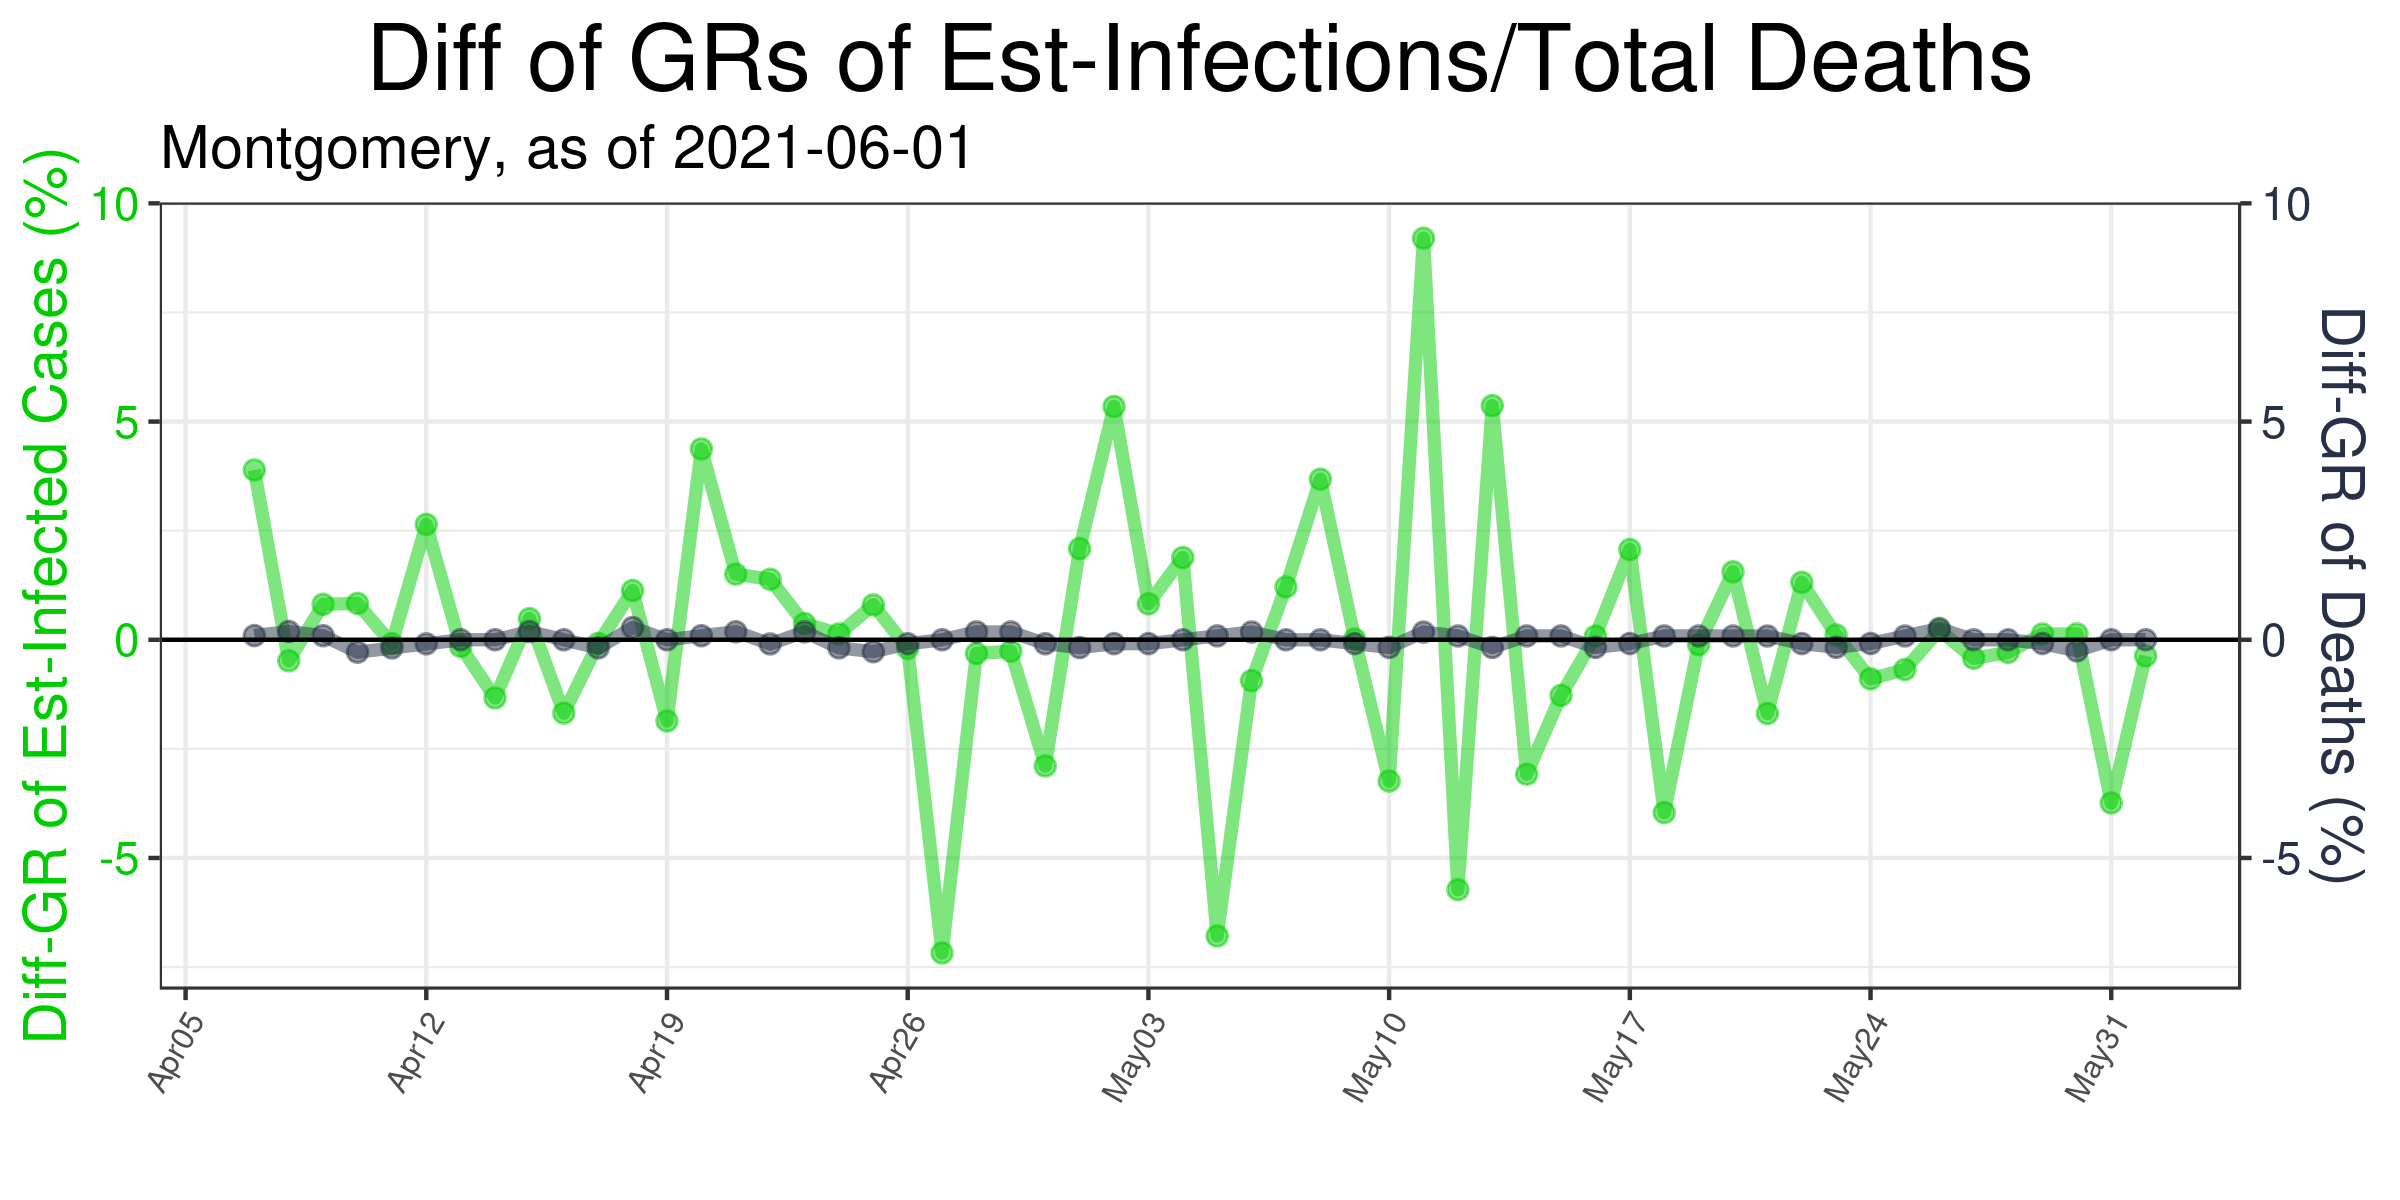 Diff of GRs of Est-Infections/Total Deaths
Montgomery, as of 2021-06-01
Diff-GR of Est-Infected Cases (%)
10
5
0
-5
10
5
0
-5
Diff-GR of Deaths (%)
Apr05
Apr12
Apr19
Apr26
May03
May10
May17
May24
May31